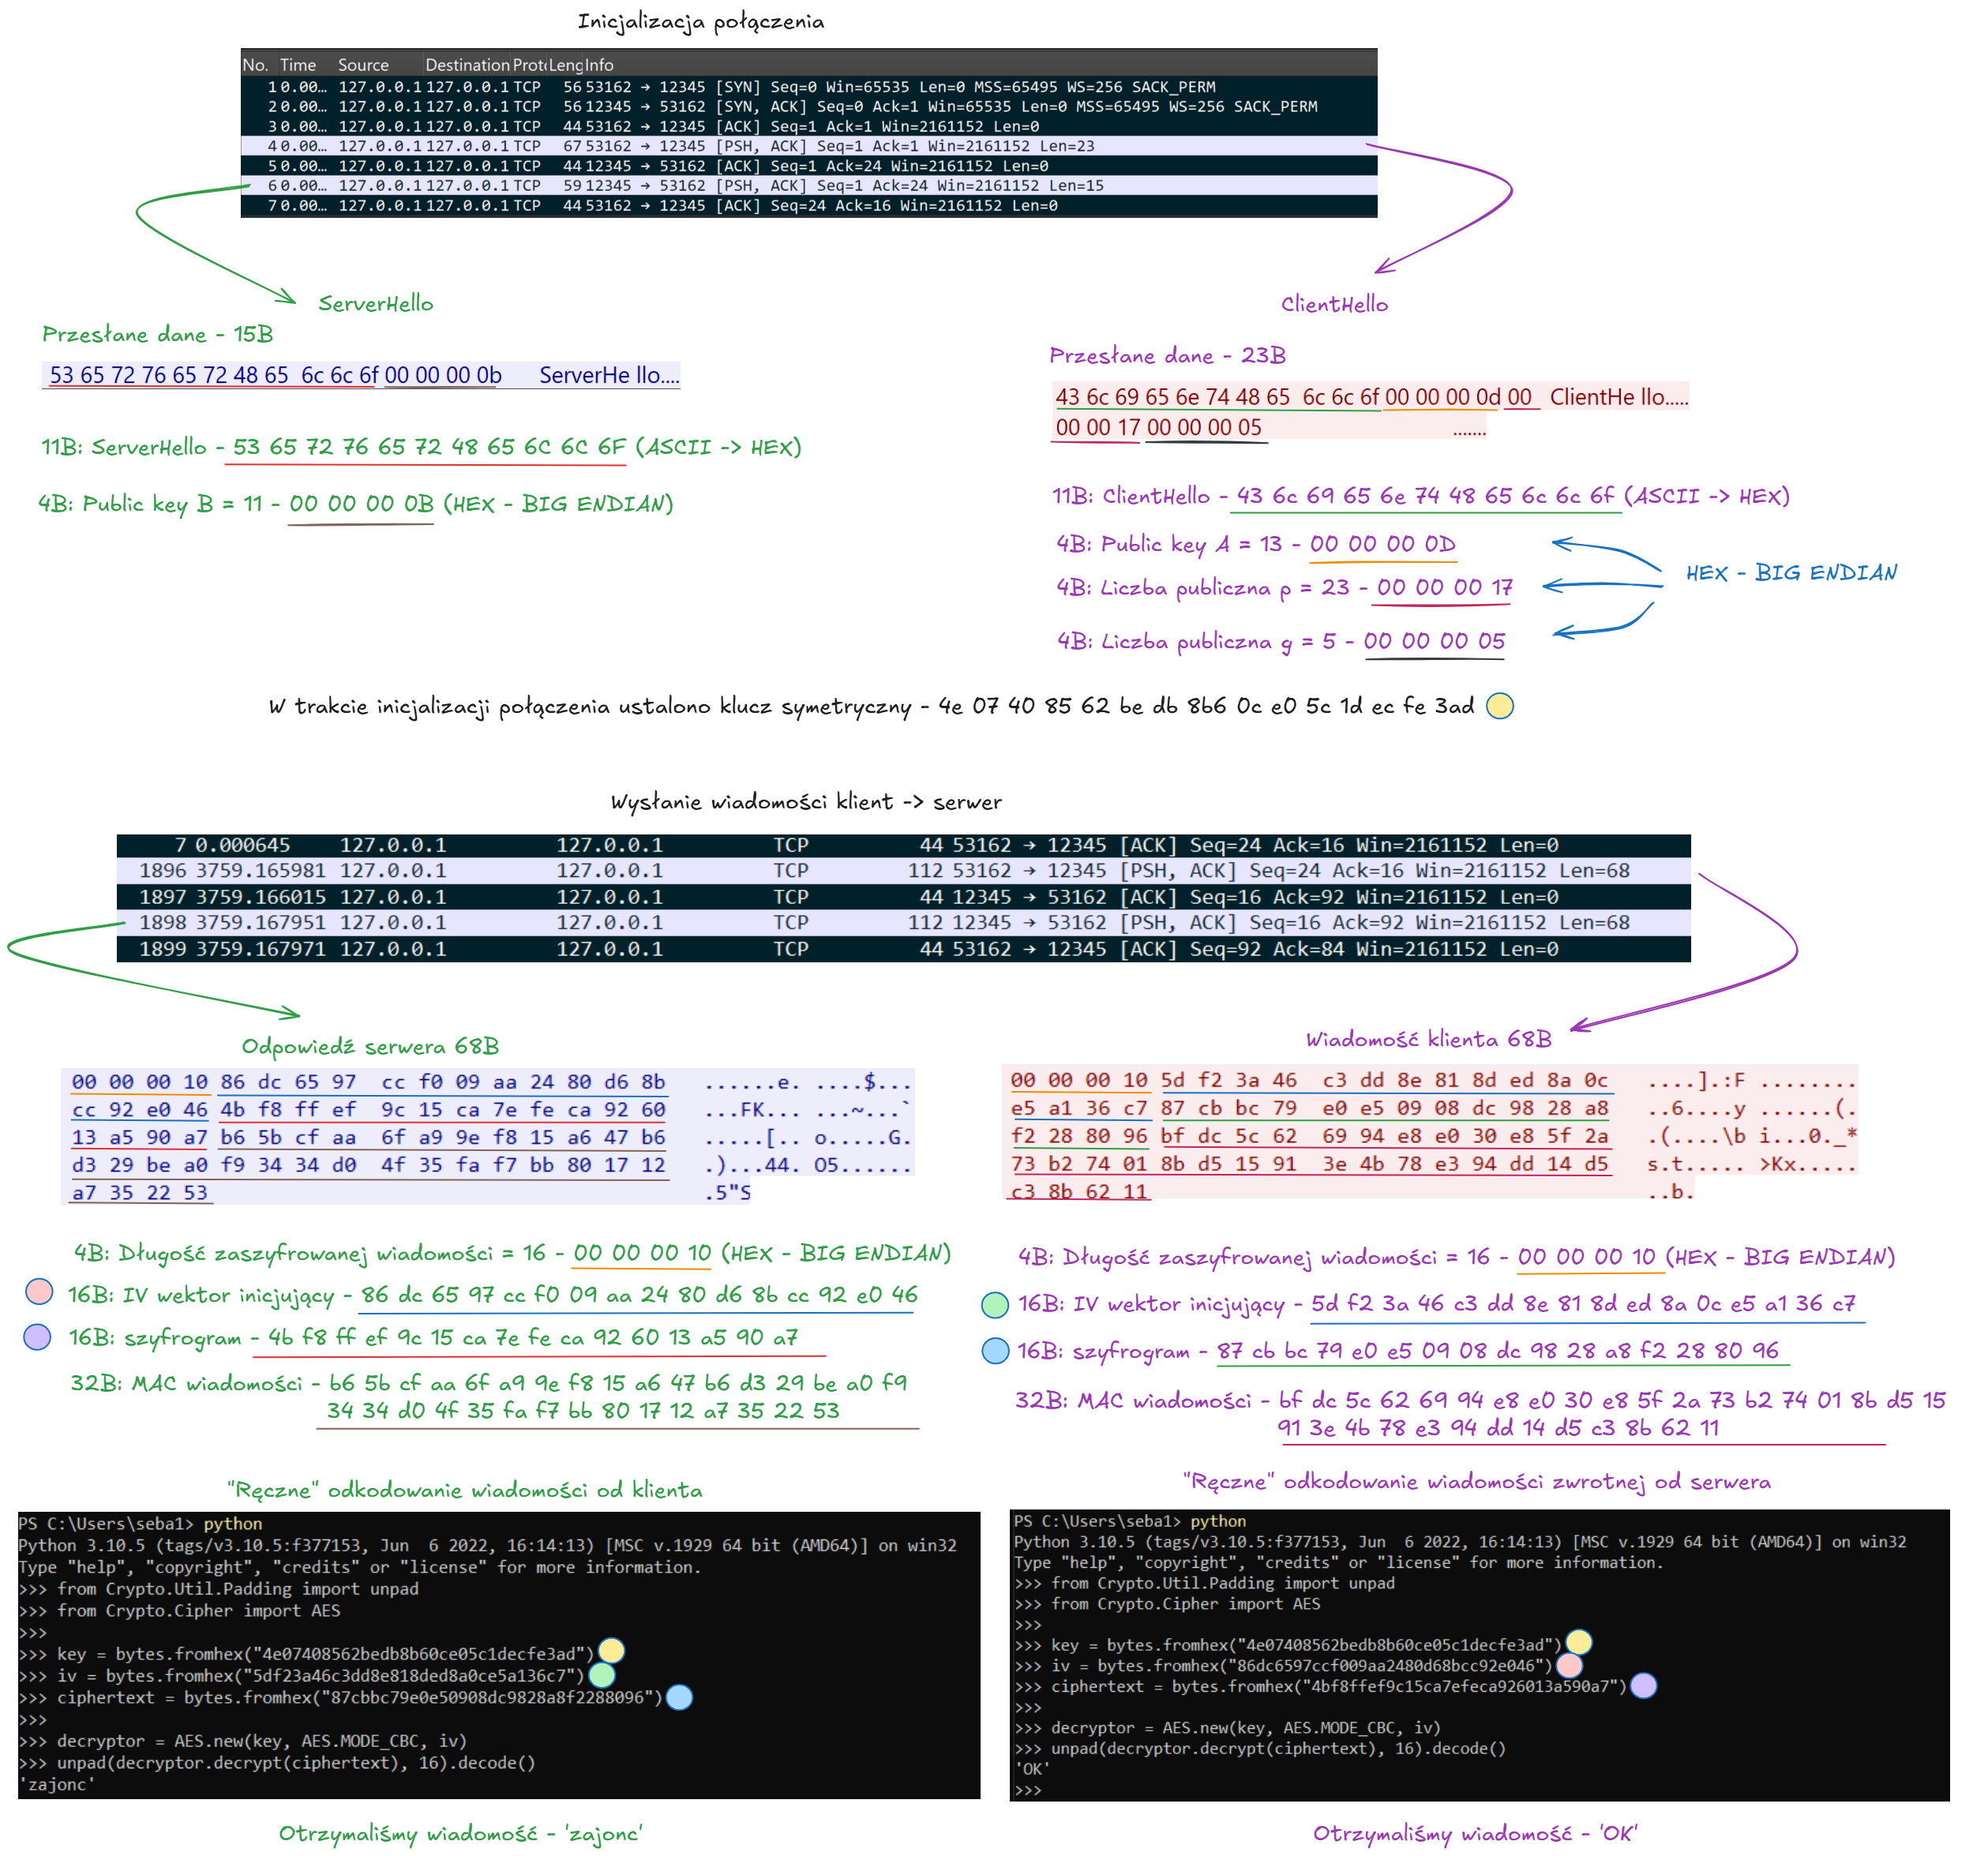 Inicjalizacja połączenia
No. Time Source Destination Proto Leng Info
1 0.00… 127.0.0.1 127.0.0.1 TCP 56 53162 → 12345 [SYN] Seq=0 Win=65535 Len=0 MSS=65495 WS=256 SACK_PERM
2 0.00… 127.0.0.1 127.0.0.1 TCP 56 12345 → 53162 [SYN, ACK] Seq=0 Ack=1 Win=65535 Len=0 MSS=65495 WS=256 SACK_PERM
3 0.00… 127.0.0.1 127.0.0.1 TCP 44 53162 → 12345 [ACK] Seq=1 Ack=1 Win=2161152 Len=0
4 0.00… 127.0.0.1 127.0.0.1 TCP 67 53162 → 12345 [PSH, ACK] Seq=1 Ack=1 Win=2161152 Len=23
5 0.00… 127.0.0.1 127.0.0.1 TCP 44 12345 → 53162 [ACK] Seq=1 Ack=24 Win=2161152 Len=0
6 0.00… 127.0.0.1 127.0.0.1 TCP 59 12345 → 53162 [PSH, ACK] Seq=1 Ack=24 Win=2161152 Len=15
7 0.00… 127.0.0.1 127.0.0.1 TCP 44 53162 → 12345 [ACK] Seq=24 Ack=16 Win=2161152 Len=0
ServerHello
Przesłane dane - 15B
53 65 72 76 65 72 48 65 6c 6c 6f 00 00 00 0b ServerHe llo....
11B: ServerHello - 53 65 72 76 65 72 48 65 6C 6C 6F (ASCII -> HEX)
4B: Public key B = 11 - 00 00 00 0B (HEX - BIG ENDIAN)
ClientHello
Przesłane dane - 23B
43 6c 69 65 6e 74 48 65 6c 6c 6f 00 00 00 0d 00 ClientHe llo.....
00 00 17 00 00 00 05 .......
11B: ClientHello - 43 6c 69 65 6e 74 48 65 6c 6c 6f (ASCII -> HEX)
4B: Public key A = 13 - 00 00 00 0D
4B: Liczba publiczna p = 23 - 00 00 00 17
HEX - BIG ENDIAN
4B: Liczba publiczna g = 5 - 00 00 00 05
W trakcie inicjalizacji połączenia ustalono klucz symetryczny - 4e 07 40 85 62 be db 8b6 0c e0 5c 1d ec fe 3ad
Wysłanie wiadomości klient -> serwer
7 0.000645 127.0.0.1 127.0.0.1 TCP 44 53162 → 12345 [ACK] Seq=24 Ack=16 Win=2161152 Len=0
1896 3759.165981 127.0.0.1 127.0.0.1 TCP 112 53162 → 12345 [PSH, ACK] Seq=24 Ack=16 Win=2161152 Len=68
1897 3759.166015 127.0.0.1 127.0.0.1 TCP 44 12345 → 53162 [ACK] Seq=16 Ack=92 Win=2161152 Len=0
1898 3759.167951 127.0.0.1 127.0.0.1 TCP 112 12345 → 53162 [PSH, ACK] Seq=16 Ack=92 Win=2161152 Len=68
1899 3759.167971 127.0.0.1 127.0.0.1 TCP 44 53162 → 12345 [ACK] Seq=92 Ack=84 Win=2161152 Len=0
Odpowiedź serwera 68B
00 00 00 10 86 dc 65 97 cc f0 09 aa 24 80 d6 8b ......e. ....$...
cc 92 e0 46 4b f8 ff ef 9c 15 ca 7e fe ca 92 60 ...FK... ...~...`
13 a5 90 a7 b6 5b cf aa 6f a9 9e f8 15 a6 47 b6 .....[.. o.....G.
d3 29 be a0 f9 34 34 d0 4f 35 fa f7 bb 80 17 12 .)...44. O5......
a7 35 22 53 .5"S
4B: Długość zaszyfrowanej wiadomości = 16 - 00 00 00 10 (HEX - BIG ENDIAN)
16B: IV wektor inicjujący - 86 dc 65 97 cc f0 09 aa 24 80 d6 8b cc 92 e0 46
16B: szyfrogram - 4b f8 ff ef 9c 15 ca 7e fe ca 92 60 13 a5 90 a7
32B: MAC wiadomości - b6 5b cf aa 6f a9 9e f8 15 a6 47 b6 d3 29 be a0 f9
34 34 d0 4f 35 fa f7 bb 80 17 12 a7 35 22 53
Wiadomość klienta 68B
00 00 00 10 5d f2 3a 46 c3 dd 8e 81 8d ed 8a 0c ....].:F ........
e5 a1 36 c7 87 cb bc 79 e0 e5 09 08 dc 98 28 a8 ..6....y ......(.
f2 28 80 96 bf dc 5c 62 69 94 e8 e0 30 e8 5f 2a .(....\b i...0._*
73 b2 74 01 8b d5 15 91 3e 4b 78 e3 94 dd 14 d5 s.t..... >Kx.....
c3 8b 62 11 ..b.
4B: Długość zaszyfrowanej wiadomości = 16 - 00 00 00 10 (HEX - BIG ENDIAN)
16B: IV wektor inicjujący - 5d f2 3a 46 c3 dd 8e 81 8d ed 8a 0c e5 a1 36 c7
16B: szyfrogram - 87 cb bc 79 e0 e5 09 08 dc 98 28 a8 f2 28 80 96
32B: MAC wiadomości - bf dc 5c 62 69 94 e8 e0 30 e8 5f 2a 73 b2 74 01 8b d5 15
91 3e 4b 78 e3 94 dd 14 d5 c3 8b 62 11
"Ręczne" odkodowanie wiadomości od klienta
PS C:\Users\seba1> python
Python 3.10.5 (tags/v3.10.5:f377153, Jun 6 2022, 16:14:13) [MSC v.1929 64 bit (AMD64)] on win32
Type "help", "copyright", "credits" or "license" for more information.
>>> from Crypto.Util.Padding import unpad
>>> from Crypto.Cipher import AES
>>>
>>> key = bytes.fromhex("4e07408562bedb8b60ce05c1decfe3ad")
>>> iv = bytes.fromhex("5df23a46c3dd8e818ded8a0ce5a136c7")
>>> ciphertext = bytes.fromhex("87cbbc79e0e50908dc9828a8f2288096")
>>>
>>> decryptor = AES.new(key, AES.MODE_CBC, iv)
>>> unpad(decryptor.decrypt(ciphertext), 16).decode()
'zajonc'
Otrzymaliśmy wiadomość - 'zajonc'
"Ręczne" odkodowanie wiadomości zwrotnej od serwera
PS C:\Users\seba1> python
Python 3.10.5 (tags/v3.10.5:f377153, Jun 6 2022, 16:14:13) [MSC v.1929 64 bit (AMD64)] on win32
Type "help", "copyright", "credits" or "license" for more information.
>>> from Crypto.Util.Padding import unpad
>>> from Crypto.Cipher import AES
>>>
>>> key = bytes.fromhex("4e07408562bedb8b60ce05c1decfe3ad")
>>> iv = bytes.fromhex("86dc6597ccf009aa2480d68bcc92e046")
>>> ciphertext = bytes.fromhex("4bf8ffef9c15ca7efeca926013a590a7")
>>>
>>> decryptor = AES.new(key, AES.MODE_CBC, iv)
>>> unpad(decryptor.decrypt(ciphertext), 16).decode()
'OK'
>>>
Otrzymaliśmy wiadomość - 'OK'